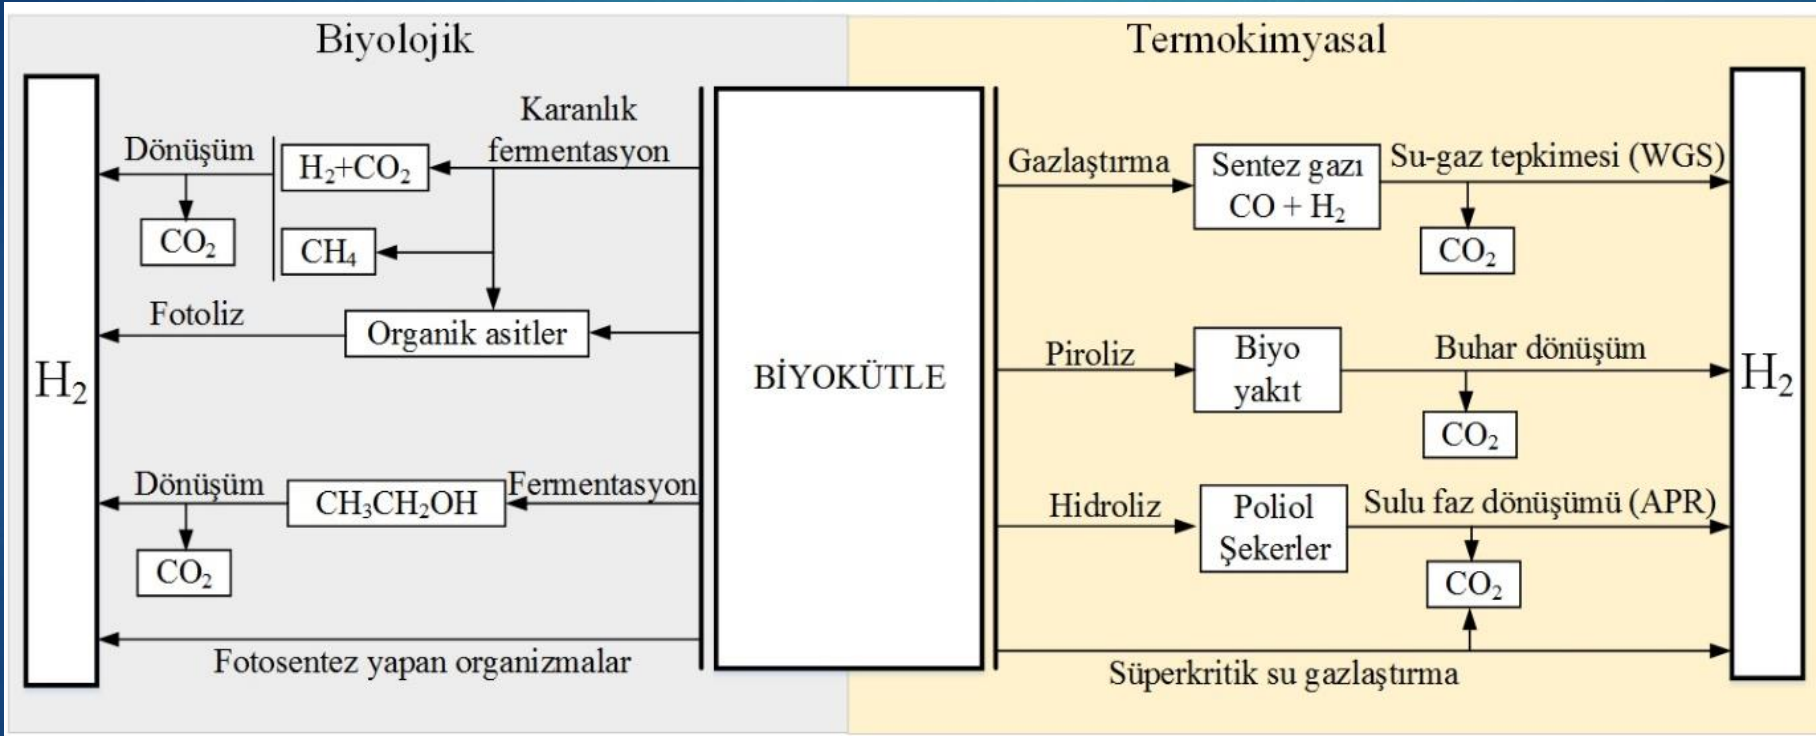 Biyolojik
Termokimyasal
H₂
Dönüşüm
CO₂
H₂+CO₂
CH₄
Karanlık
fermentasyon
Fotoliz
Organik asitler
Dönüşüm
CO₂
CH₃CH₂OH
Fermentasyon
Fotosentez yapan organizmalar
BİYOKÜTLE
Gazlaştırma
Sentez gazı
CO + H₂
Su-gaz tepkimesi (WGS)
CO₂
Piroliz
Biyo
yakıt
Buhar dönüşüm
CO₂
Hidroliz
Poliol
Şekerler
Sulu faz dönüşümü (APR)
CO₂
Süperkritik su gazlaştırma
H₂